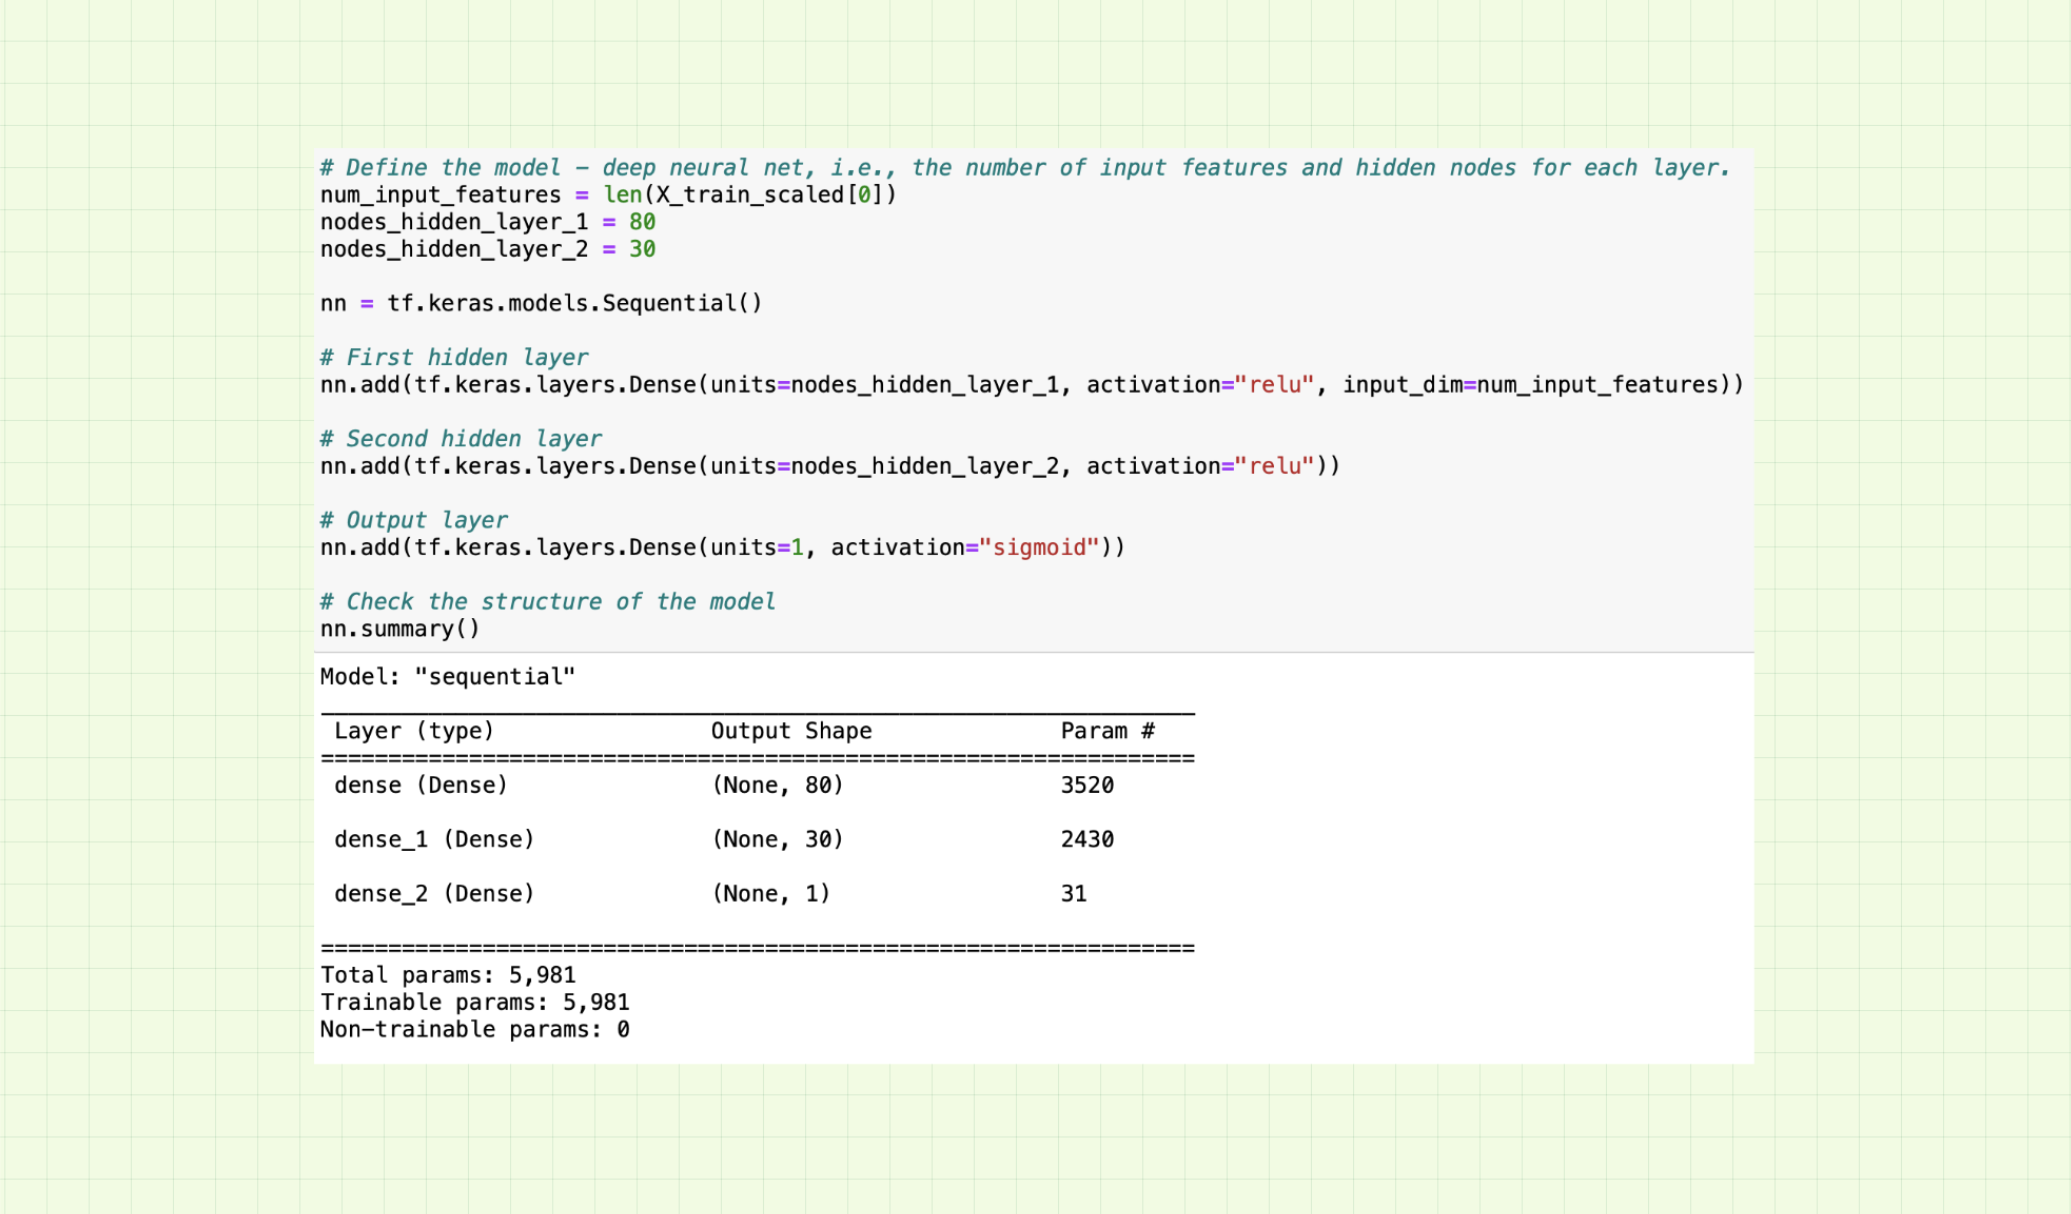 # Define the model – deep neural net, i.e., the number of input features and hidden nodes for each layer.
num_input_features = len(X_train_scaled[0])
nodes_hidden_layer_1 = 80
nodes_hidden_layer_2 = 30
nn = tf.keras.models.Sequential()
# First hidden layer
nn.add(tf.keras.layers.Dense(units=nodes_hidden_layer_1, activation="relu", input_dim=num_input_features))
# Second hidden layer
nn.add(tf.keras.layers.Dense(units=nodes_hidden_layer_2, activation="relu"))
# Output layer
nn.add(tf.keras.layers.Dense(units=1, activation="sigmoid"))
# Check the structure of the model
nn.summary()
Model: "sequential"
_________________________________________________________________
Layer (type) Output Shape Param #
=================================================================
dense (Dense) (None, 80) 3520
dense_1 (Dense) (None, 30) 2430
dense_2 (Dense) (None, 1) 31
=================================================================
Total params: 5,981
Trainable params: 5,981
Non-trainable params: 0